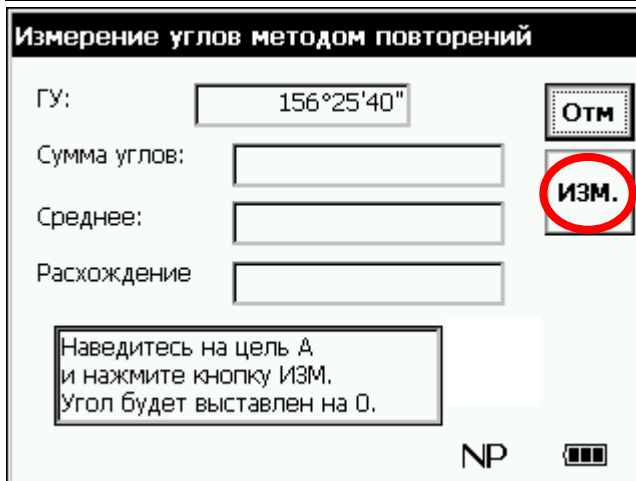 Измерение углов методом повторений
ГУ: 156°25'40"
Отм
Сумма углов:
ИЗМ.
Среднее:
Расхождение
Наведитесь на цель А
и нажмите кнопку ИЗМ.
Угол будет выставлен на 0.
NP